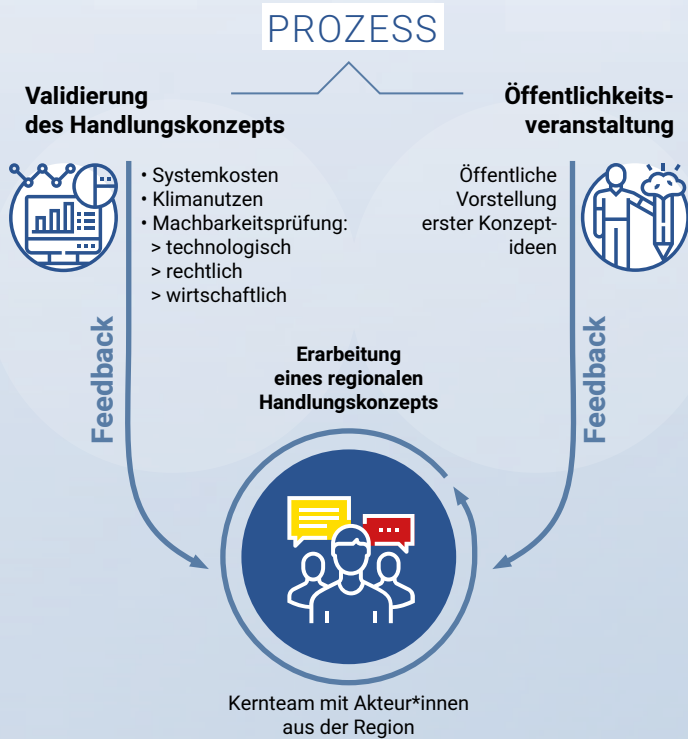 PROZESS
Validierung
des Handlungskonzepts
• Systemkosten
• Klimanutzen
• Machbarkeitsprüfung:
> technologisch
> rechtlich
> wirtschaftlich
Feedback
Öffentlichkeits-
veranstaltung
Öffentliche
Vorstellung
erster Konzept-
ideen
Feedback
Erarbeitung
eines regionalen
Handlungskonzepts
Kernteam mit Akteur*innen
aus der Region